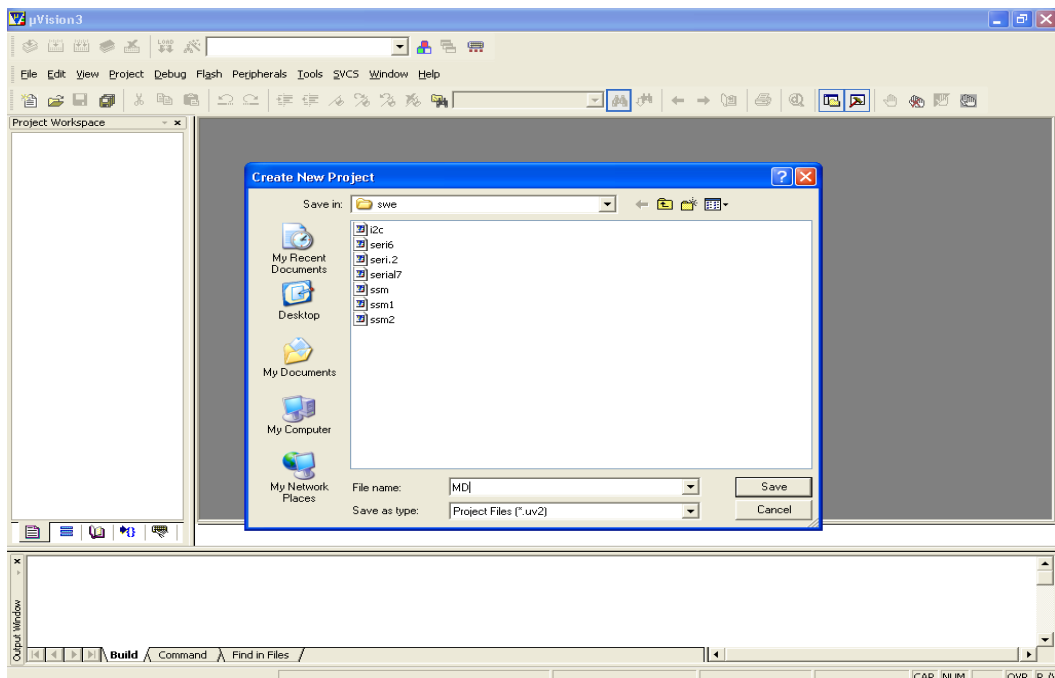 µVision3
LOAD
File Edit View Project Debug Flash Peripherals Tools SVCS Window Help
Project Workspace
Create New Project
Save in: swe
My Recent Documents
Desktop
My Documents
My Computer
My Network Places
i2c
seri6
seri.2
serial7
ssm
ssm1
ssm2
File name: MD
Save
Save as type: Project Files (*.uv2)
Cancel
Output Window
Build Command Find in Files
CAP NUM OVR R /W